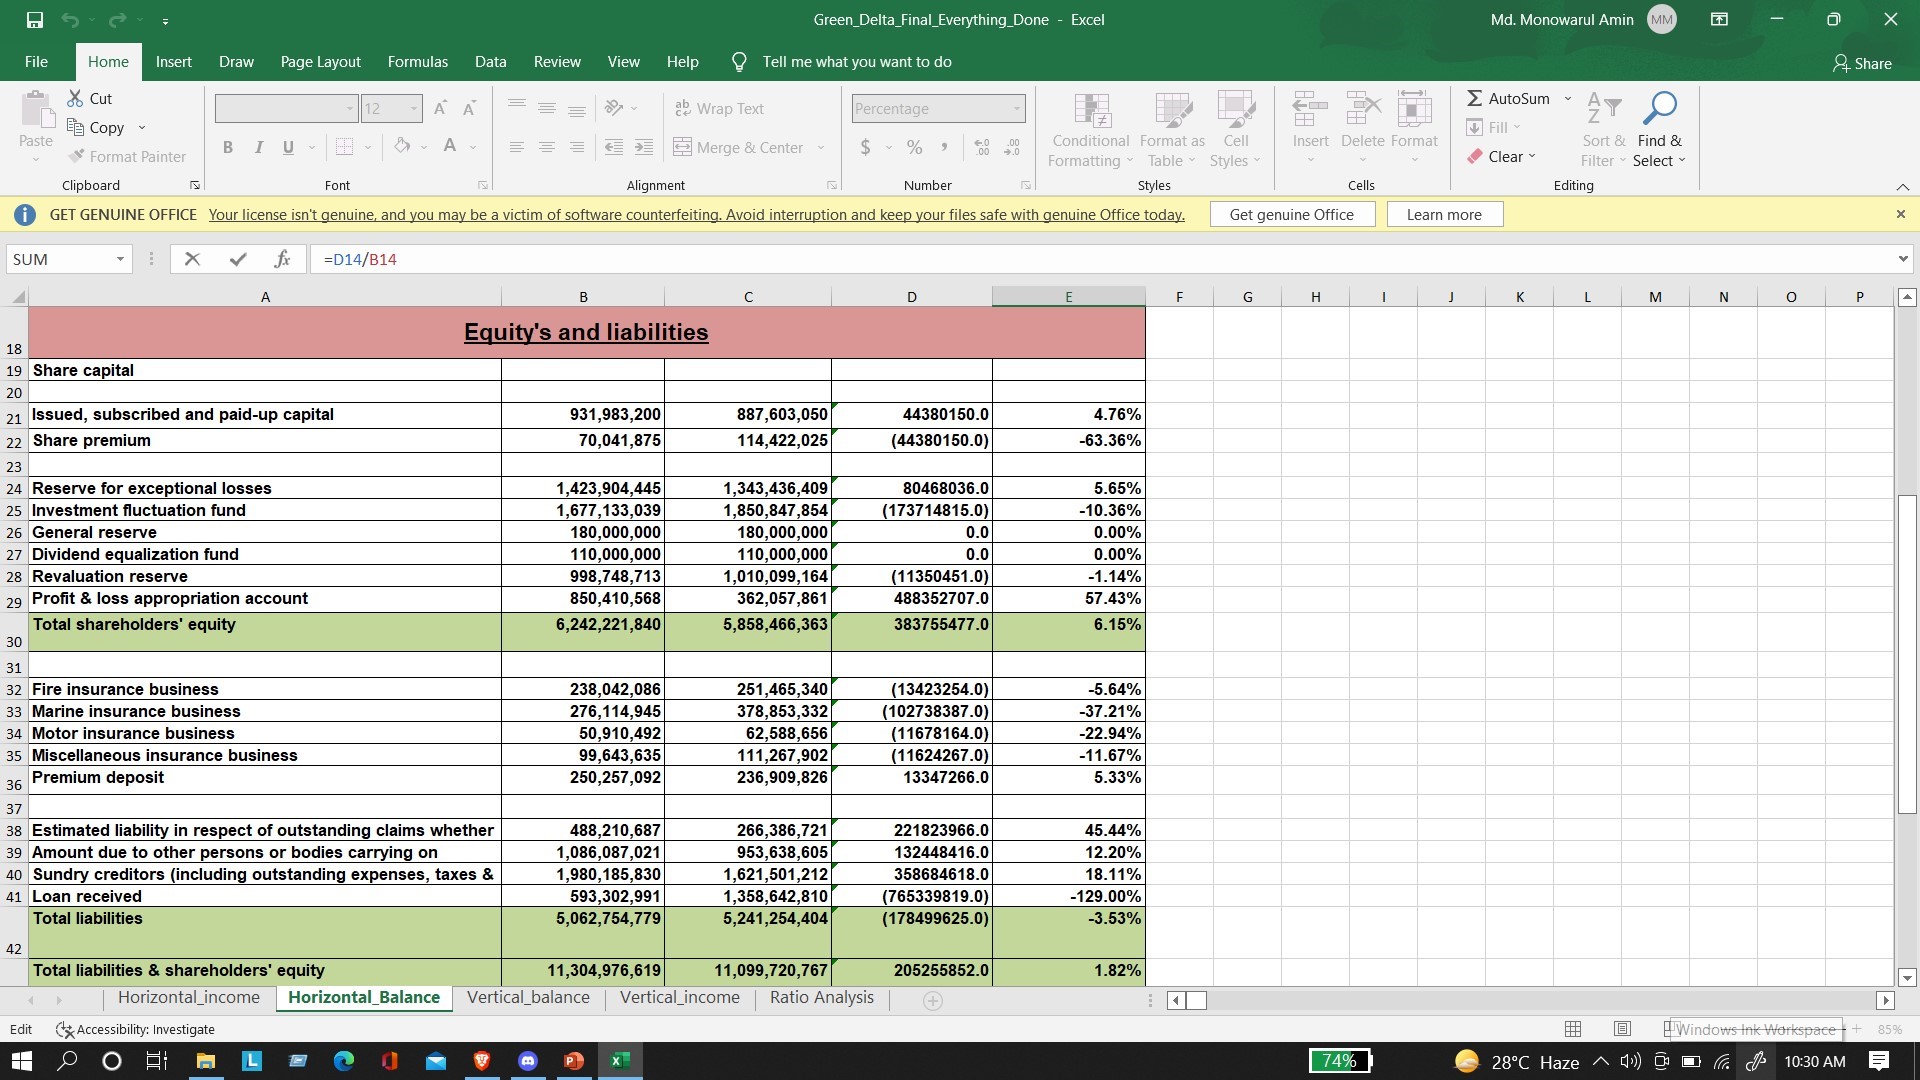 Green_Delta_Final_Everything_Done - Excel
Md. Monowarul Amin MM
File Home Insert Draw Page Layout Formulas Data Review View Help Tell me what you want to do Share
Paste
Cut
Copy
Format Painter
Clipboard
12
B I U A
Font
Wrap Text
Merge & Center
Alignment
Percentage
$ % ,
Number
Conditional Formatting
Format as Table
Cell Styles
Styles
Insert Delete Format
Cells
AutoSum
Fill
Clear
Sort & Filter
Find & Select
Editing
GET GENUINE OFFICE Your license isn't genuine, and you may be a victim of software counterfeiting. Avoid interruption and keep your files safe with genuine Office today. Get genuine Office Learn more
SUM fx =D14/B14
A B C D E F G H I J K L M N O P
18 Equity's and liabilities
19 Share capital
20
21 Issued, subscribed and paid-up capital 931,983,200 887,603,050 44380150.0 4.76%
22 Share premium 70,041,875 114,422,025 (44380150.0) -63.36%
23
24 Reserve for exceptional losses 1,423,904,445 1,343,436,409 80468036.0 5.65%
25 Investment fluctuation fund 1,677,133,039 1,850,847,854 (173714815.0) -10.36%
26 General reserve 180,000,000 180,000,000 0.0 0.00%
27 Dividend equalization fund 110,000,000 110,000,000 0.0 0.00%
28 Revaluation reserve 998,748,713 1,010,099,164 (11350451.0) -1.14%
29 Profit & loss appropriation account 850,410,568 362,057,861 488352707.0 57.43%
30 Total shareholders' equity 6,242,221,840 5,858,466,363 383755477.0 6.15%
31
32 Fire insurance business 238,042,086 251,465,340 (13423254.0) -5.64%
33 Marine insurance business 276,114,945 378,853,332 (102738387.0) -37.21%
34 Motor insurance business 50,910,492 62,588,656 (11678164.0) -22.94%
35 Miscellaneous insurance business 99,643,635 111,267,902 (11624267.0) -11.67%
36 Premium deposit 250,257,092 236,909,826 13347266.0 5.33%
37
38 Estimated liability in respect of outstanding claims whether 488,210,687 266,386,721 221823966.0 45.44%
39 Amount due to other persons or bodies carrying on 1,086,087,021 953,638,605 132448416.0 12.20%
40 Sundry creditors (including outstanding expenses, taxes & 1,980,185,830 1,621,501,212 358684618.0 18.11%
41 Loan received 593,302,991 1,358,642,810 (765339819.0) -129.00%
42 Total liabilities 5,062,754,779 5,241,254,404 (178499625.0) -3.53%
Total liabilities & shareholders' equity 11,304,976,619 11,099,720,767 205255852.0 1.82%
Horizontal_income Horizontal_Balance Vertical_balance Vertical_income Ratio Analysis
Edit Accessibility: Investigate Windows Ink Workspace 85%
74% 28°C Haze 10:30 AM